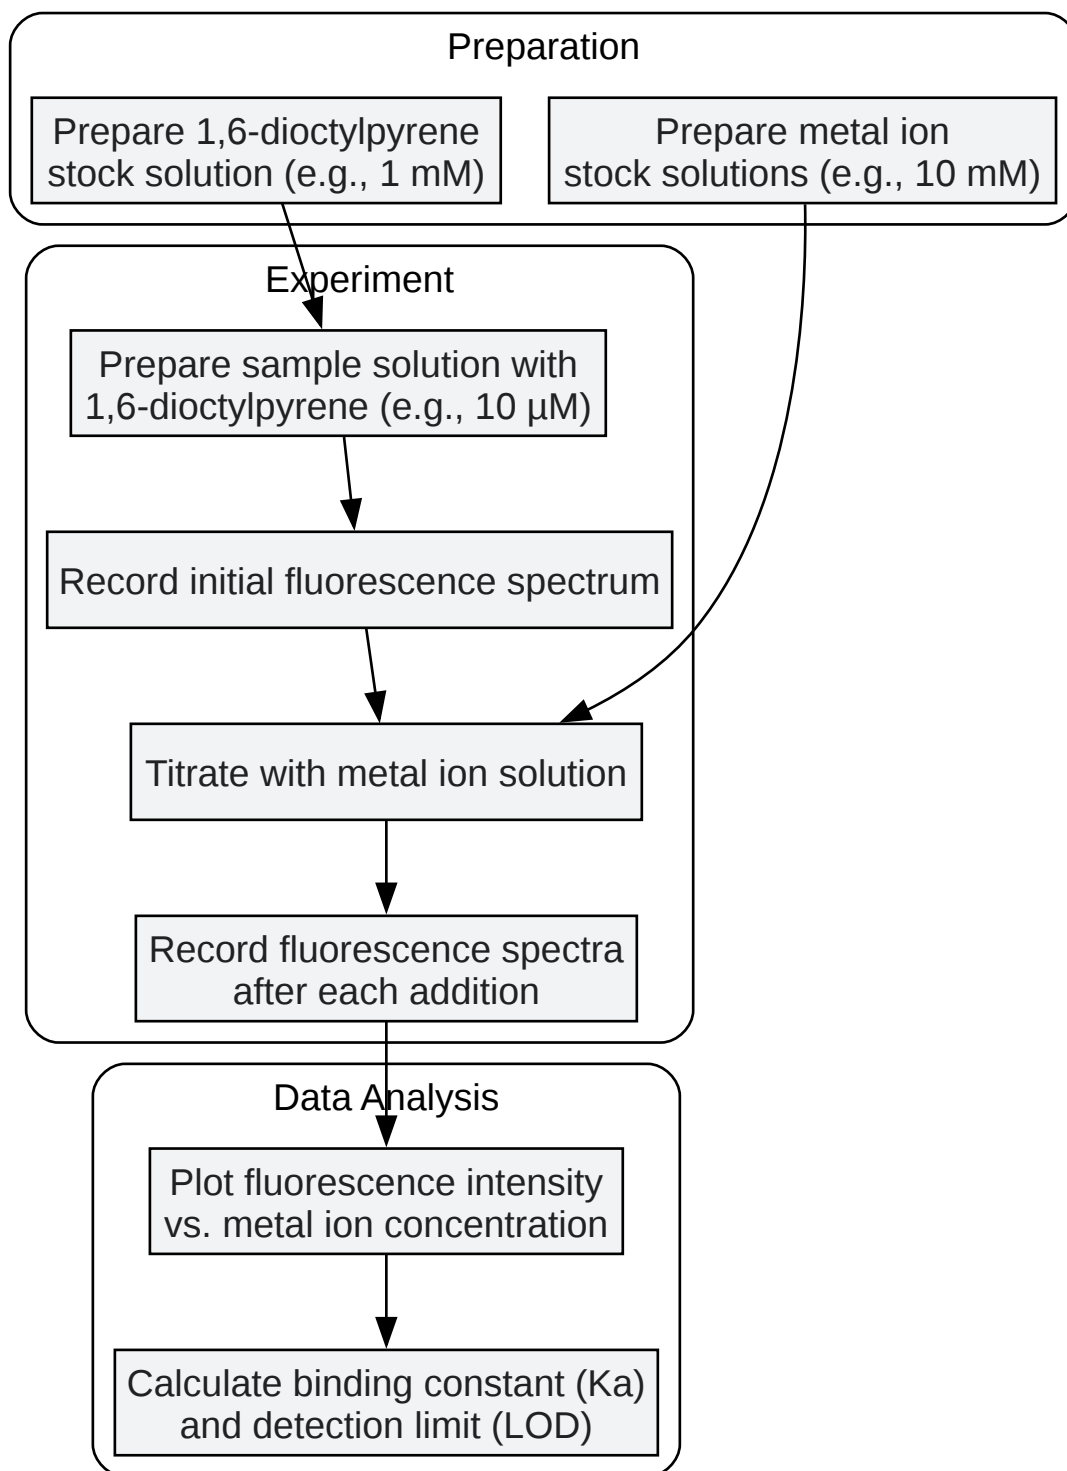 Preparation
Prepare 1,6-dioctylpyrene
stock solution (e.g., 1 mM)
Prepare metal ion
stock solutions (e.g., 10 mM)
Experiment
Prepare sample solution with
1,6-dioctylpyrene (e.g., 10 µM)
Record initial fluorescence spectrum
Titrate with metal ion solution
Record fluorescence spectra
after each addition
Data Analysis
Plot fluorescence intensity
vs. metal ion concentration
Calculate binding constant (Ka)
and detection limit (LOD)